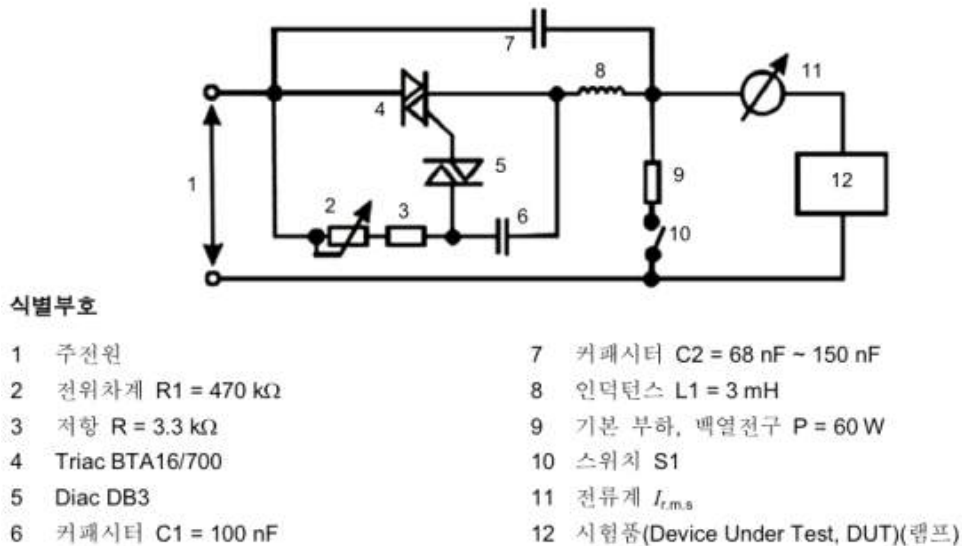 7
8
11
4
1
5
9
12
2
3
6
10
식별부호
1 주전원
2 전위차계 R1 = 470 kΩ
3 저항 R = 3.3 kΩ
4 Triac BTA16/700
5 Diac DB3
6 커패시터 C1 = 100 nF
7 커패시터 C2 = 68 nF ~ 150 nF
8 인덕턴스 L1 = 3 mH
9 기본 부하, 백열전구 P = 60 W
10 스위치 S1
11 전류계 Ir.m.s
12 시험품(Device Under Test, DUT)(램프)